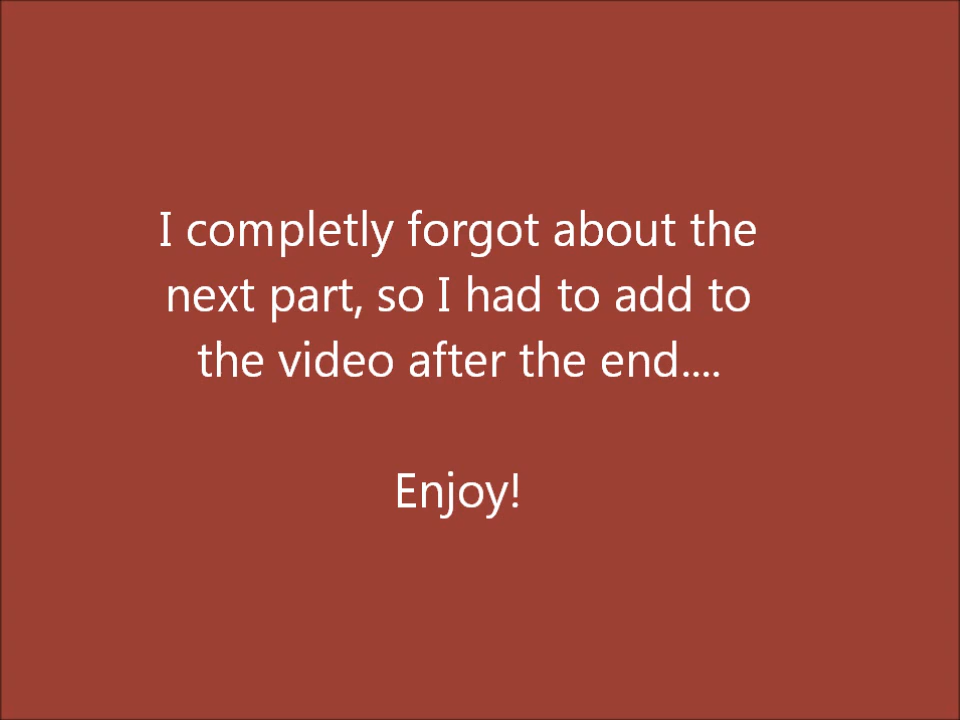 I completly forgot about the
next part, so I had to add to
the video after the end....
Enjoy!